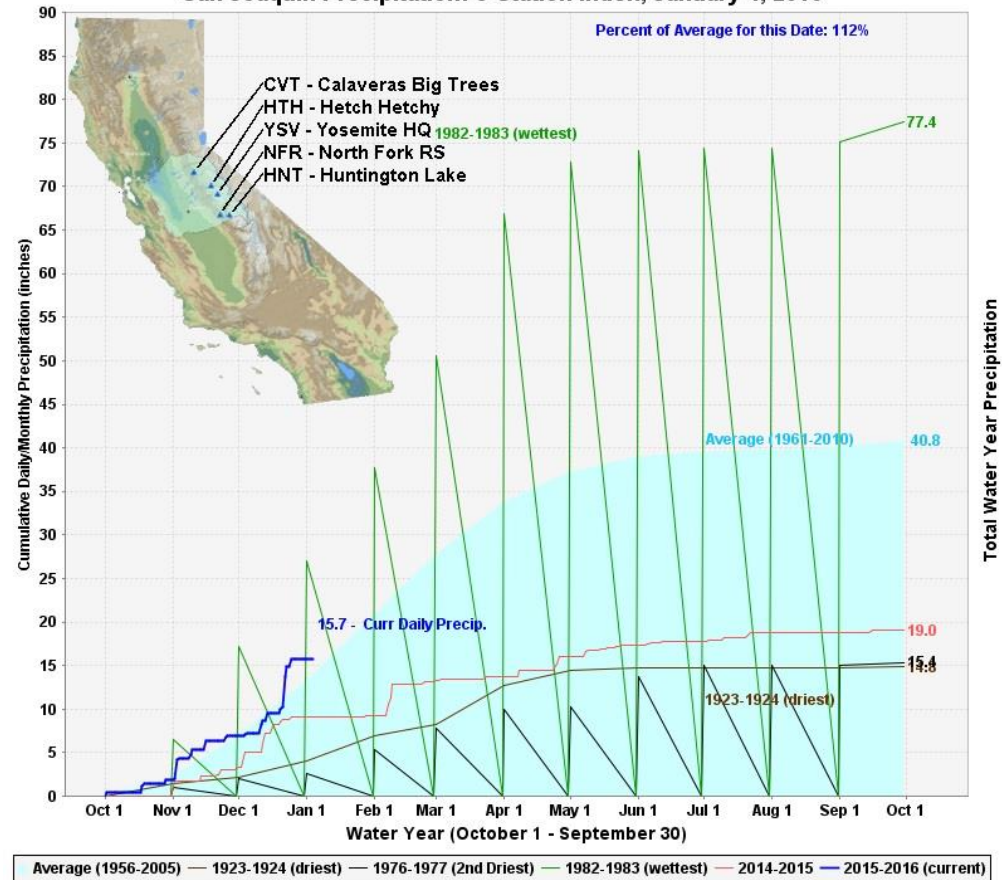 Percent of Average for this Date: 112%
CVT - Calaveras Big Trees
HTH - Hetch Hetchy
YSV - Yosemite HQ
NFR - North Fork RS
HNT - Huntington Lake
1982-1983 (wettest)
77.4
Average (1961-2010)
40.8
15.7 - Curr Daily Precip.
19.0
15.4
14.8
1923-1924 (driest)
Cumulative Daily/Monthly Precipitation (inches)
90
85
80
75
70
65
60
55
50
45
40
35
30
25
20
15
10
5
0
Total Water Year Precipitation
Oct 1 Nov 1 Dec 1 Jan 1 Feb 1 Mar 1 Apr 1 May 1 Jun 1 Jul 1 Aug 1 Sep 1 Oct 1
Water Year (October 1 - September 30)
Average (1956-2005) 1923-1924 (driest) 1976-1977 (2nd Driest) 1982-1983 (wettest) 2014-2015 2015-2016 (current)